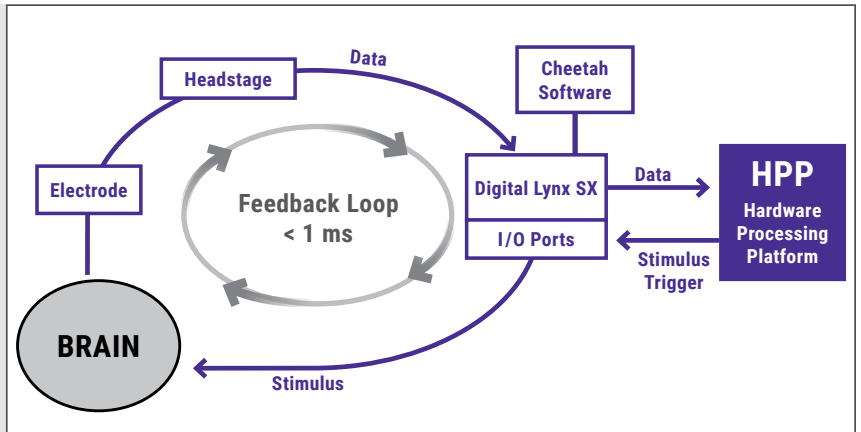 Data
Headstage
Cheetah
Software
Electrode
Digital Lynx SX
Data
HPP
Hardware
Processing
Platform
Feedback Loop
< 1 ms
I/O Ports
Stimulus
Trigger
BRAIN
Stimulus